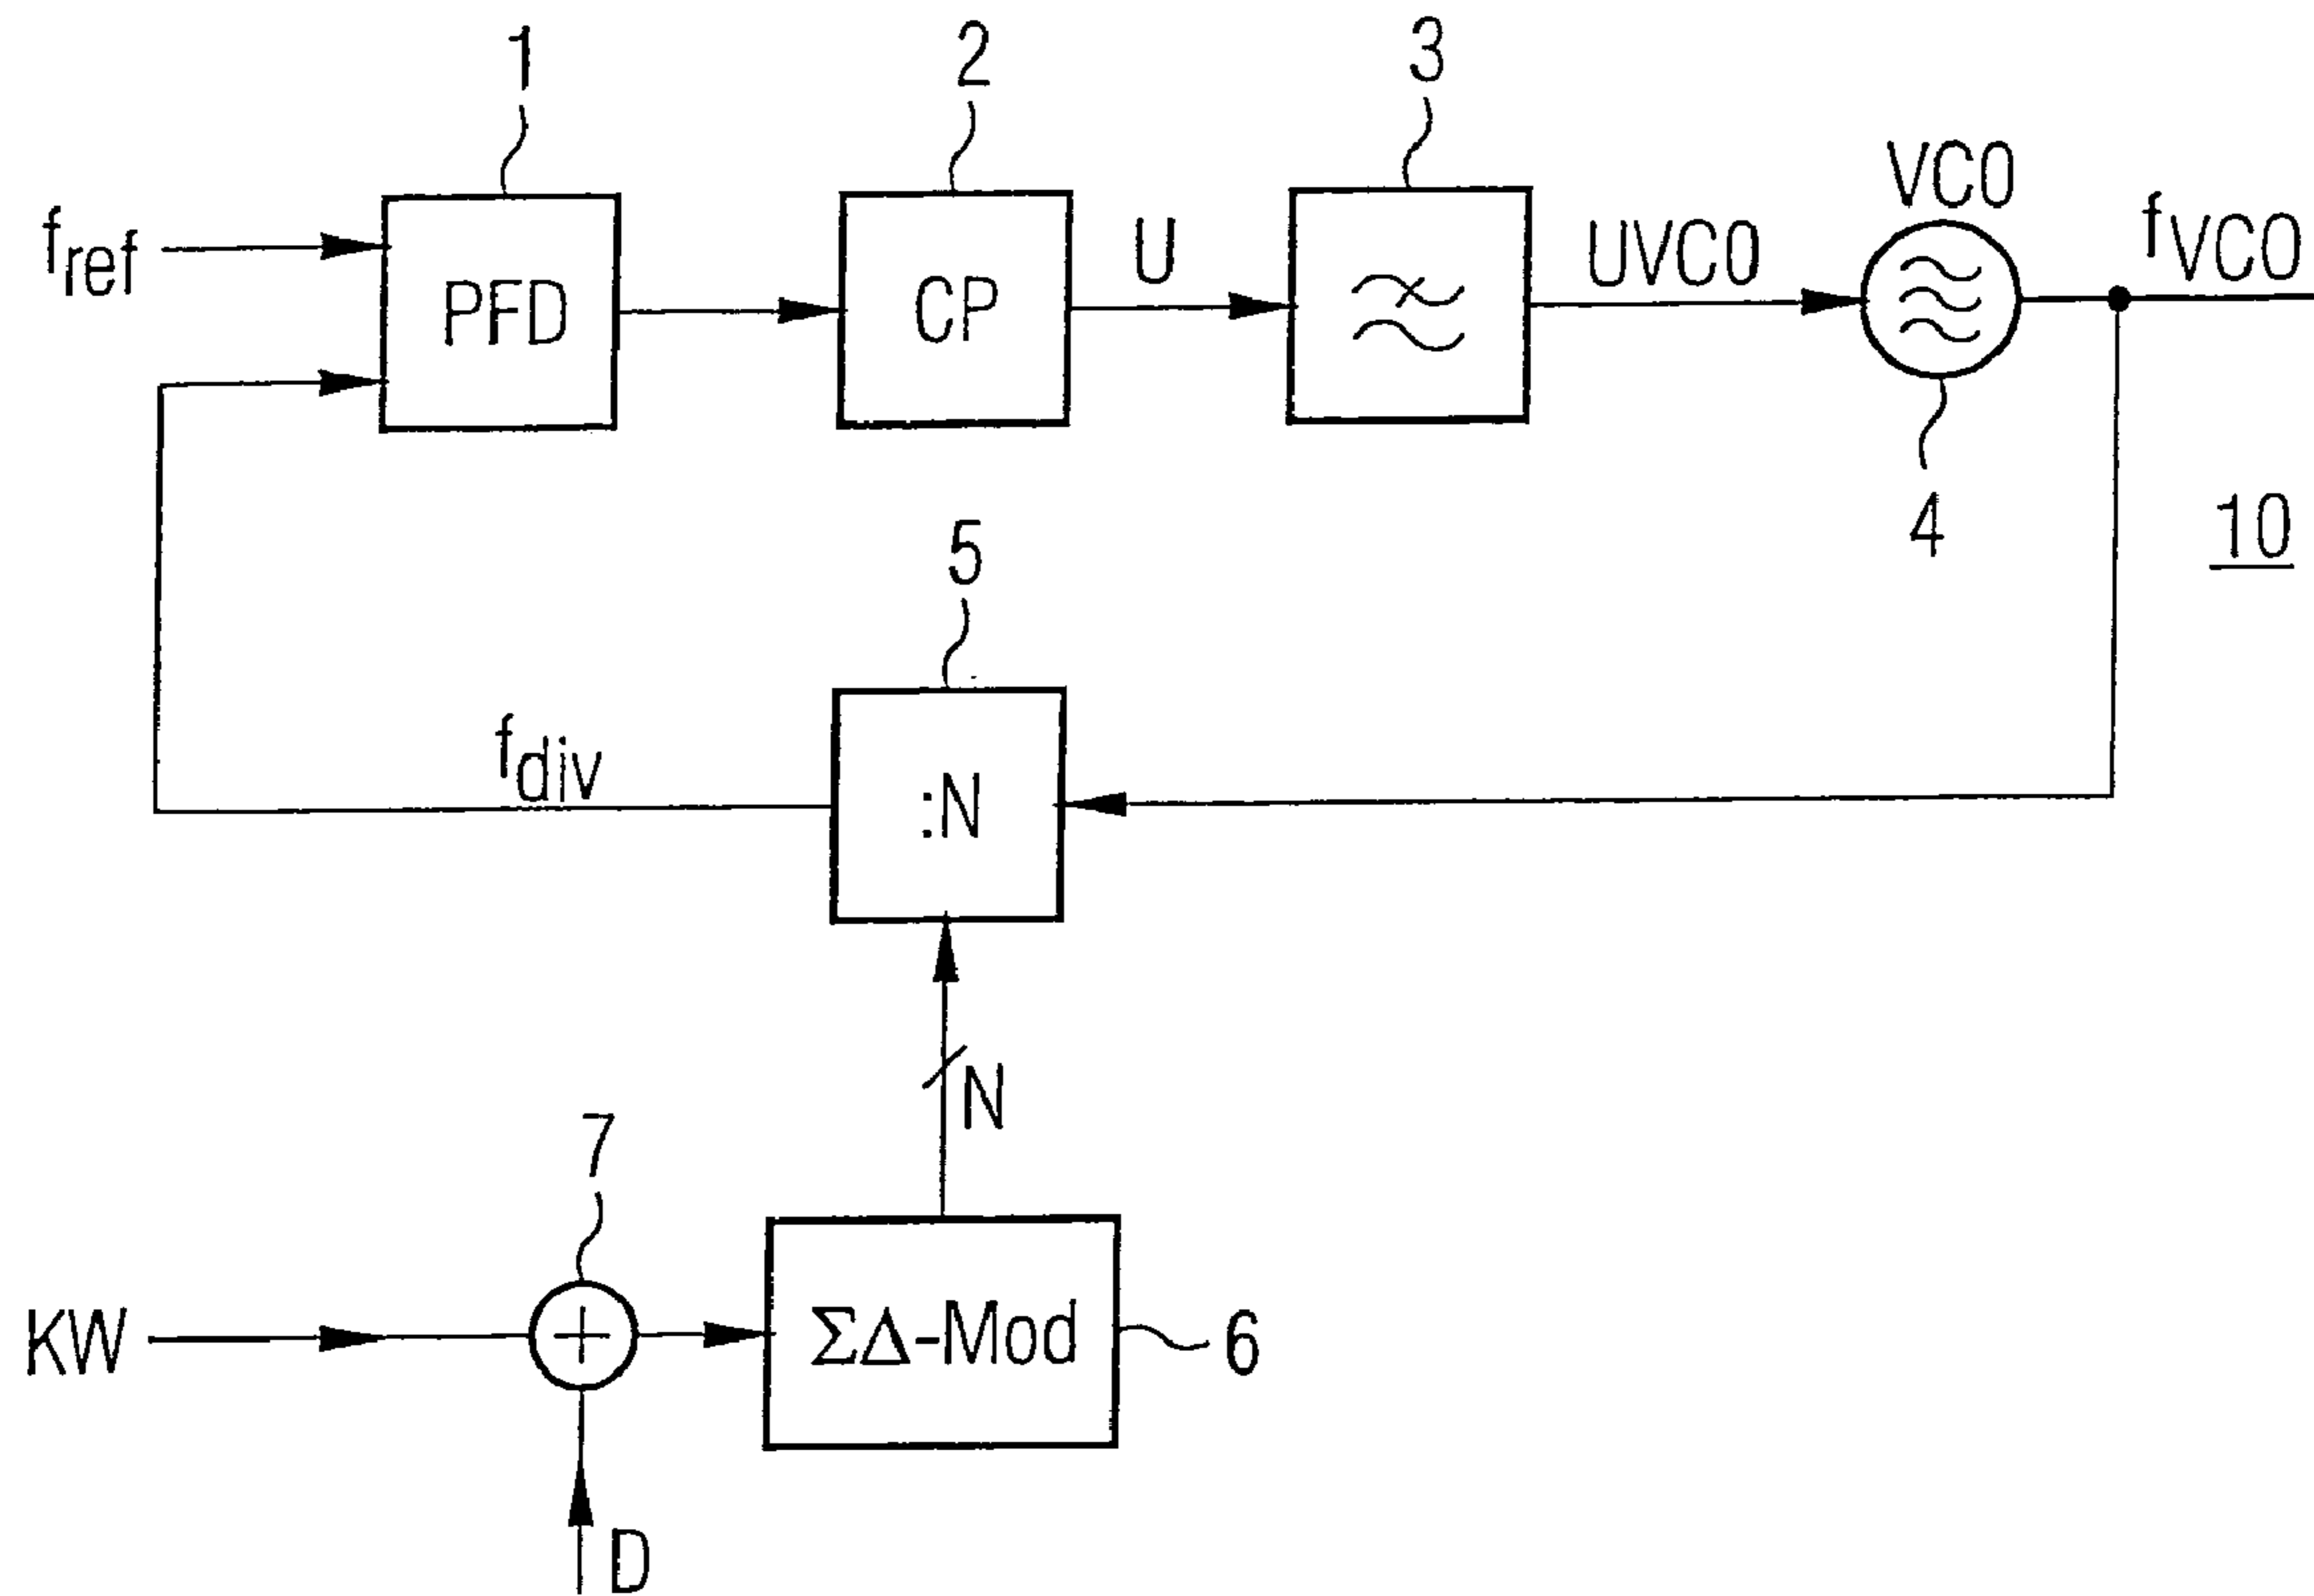 1
2
3
VCO
f_ref
PFD
CP
U
UVCO
f_VCO
4
10
5
f_div
:N
N
7
KW
ΣΔ-Mod
6
D